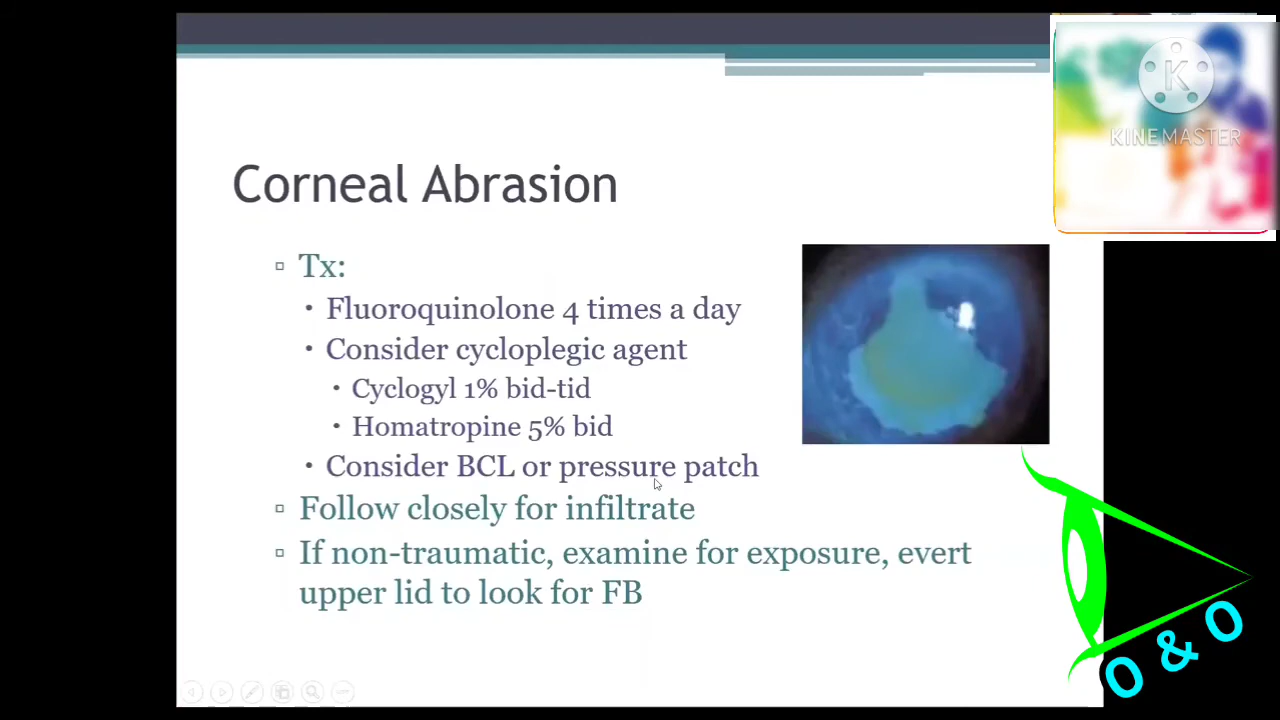 K
KINEMASTER
Corneal Abrasion
▫ Tx:
• Fluoroquinolone 4 times a day
• Consider cycloplegic agent
• Cyclogyl 1% bid-tid
• Homatropine 5% bid
• Consider BCL or pressure patch
▫ Follow closely for infiltrate
▫ If non-traumatic, examine for exposure, evert
upper lid to look for FB
O & O